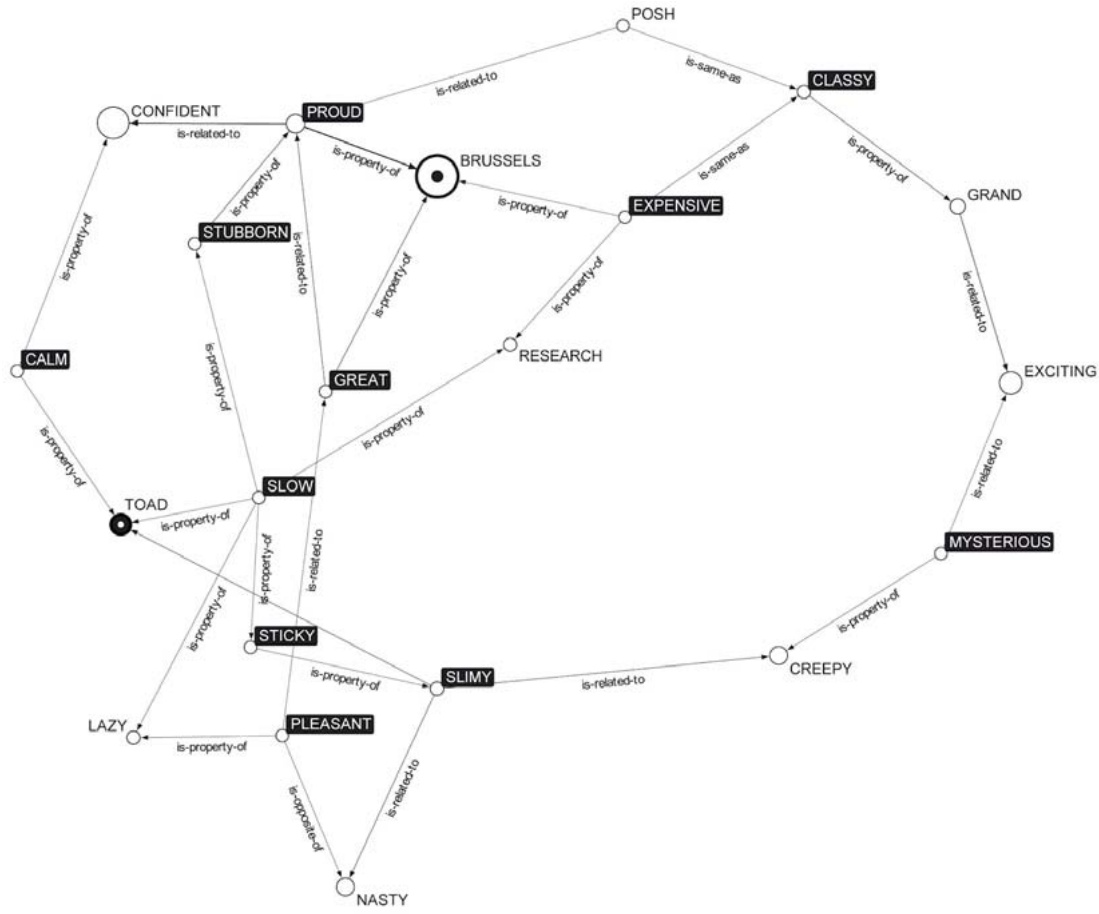 POSH
is-related-to
is-same-as
CLASSY
CONFIDENT
PROUD
is-related-to
is-property-of
BRUSSELS
is-same-as
is-property-of
is-property-of
is-property-of
EXPENSIVE
GRAND
STUBBORN
is-property-of
is-related-to
is-property-of
is-property-of
is-related-to
CALM
is-property-of
GREAT
RESEARCH
EXCITING
is-property-of
is-property-of
SLOW
is-related-to
TOAD
is-property-of
is-related-to
MYSTERIOUS
is-property-of
is-property-of
is-property-of
STICKY
is-property-of
SLIMY
is-related-to
CREEPY
LAZY
PLEASANT
is-property-of
is-related-to
is-opposite-of
NASTY